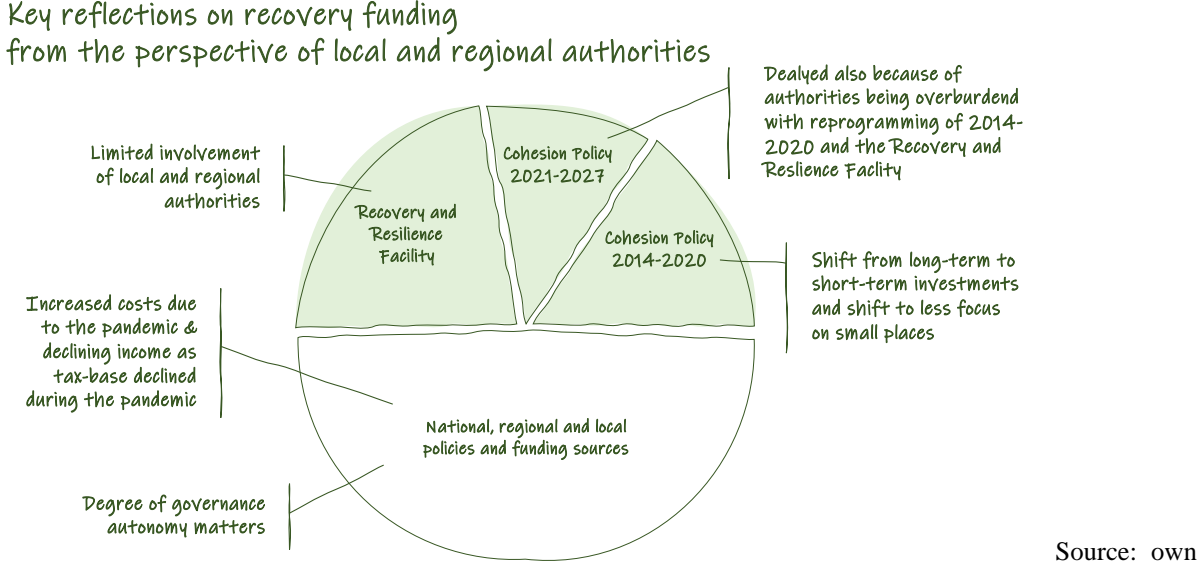 Key reflections on recovery funding
from the perspective of local and regional authorities
Dealyed also because of
authorities being overburdend
with reprogramming of 2014-
2020 and the Recovery and
Reslience Faclity
Limited involvement
of local and regional
authorities
Cohesion Policy
2021-2027
Recovery and
Resilience
Facility
Cohesion Policy
2014-2020
Shift from long-term to
short-term investments
and shift to less focus
on small places
Increased costs due
to the pandemic &
declining income as
tax-base declined
during the pandemic
National, regional and local
policies and funding sources
Degree of governance
autonomy matters
Source: own